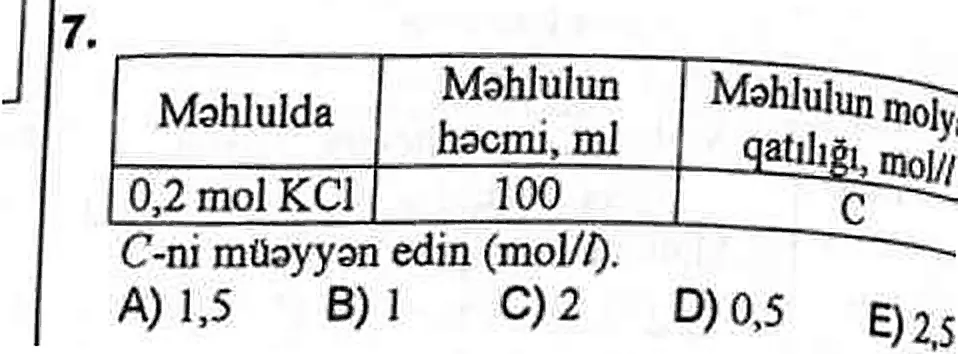 7.
Məhlulda
Məhlulun
həcmi, ml
Məhlulun
qatılığı, mol/l
0,2 mol KCl
100
C
C-ni müəyyən edin (mol/l).
A) 1,5 B) 1 C) 2 D) 0,5 E) 2,5